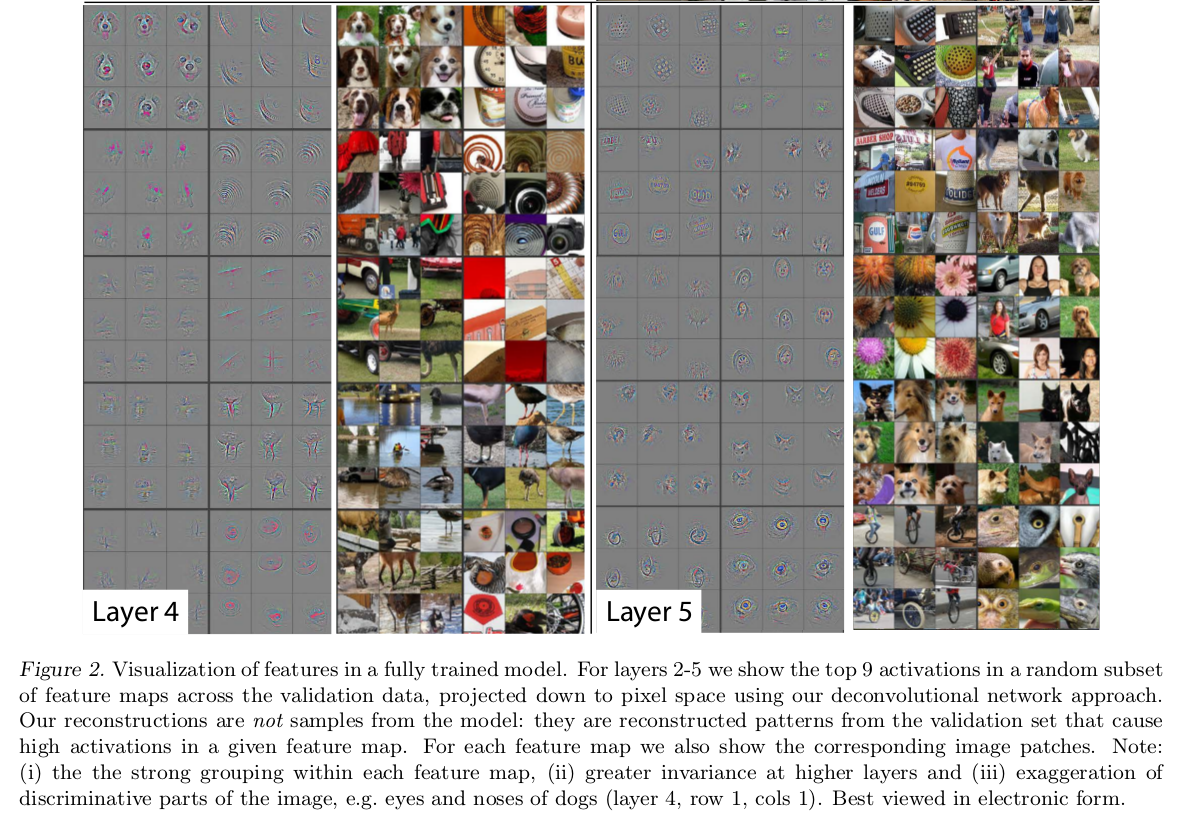 Layer 4
Layer 5
Figure 2. Visualization of features in a fully trained model. For layers 2-5 we show the top 9 activations in a random subset
of feature maps across the validation data, projected down to pixel space using our deconvolutional network approach.
Our reconstructions are not samples from the model: they are reconstructed patterns from the validation set that cause
high activations in a given feature map. For each feature map we also show the corresponding image patches. Note:
(i) the the strong grouping within each feature map, (ii) greater invariance at higher layers and (iii) exaggeration of
discriminative parts of the image, e.g. eyes and noses of dogs (layer 4, row 1, cols 1). Best viewed in electronic form.